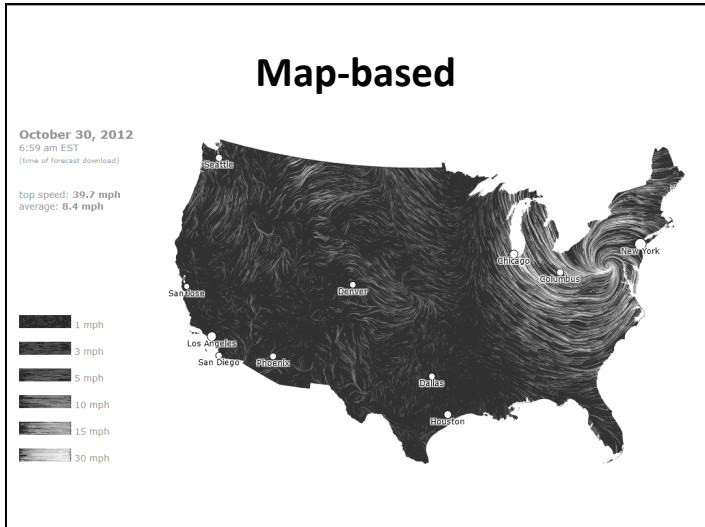 Map-based
October 30, 2012
6:59 am EST
(time of forecast download)
top speed: 39.7 mph
average: 8.4 mph
1 mph
3 mph
5 mph
10 mph
15 mph
30 mph
Seattle
New York
Chicago
Columbus
San Jose
Denver
Los Angeles
San Diego
Phoenix
Dallas
Houston